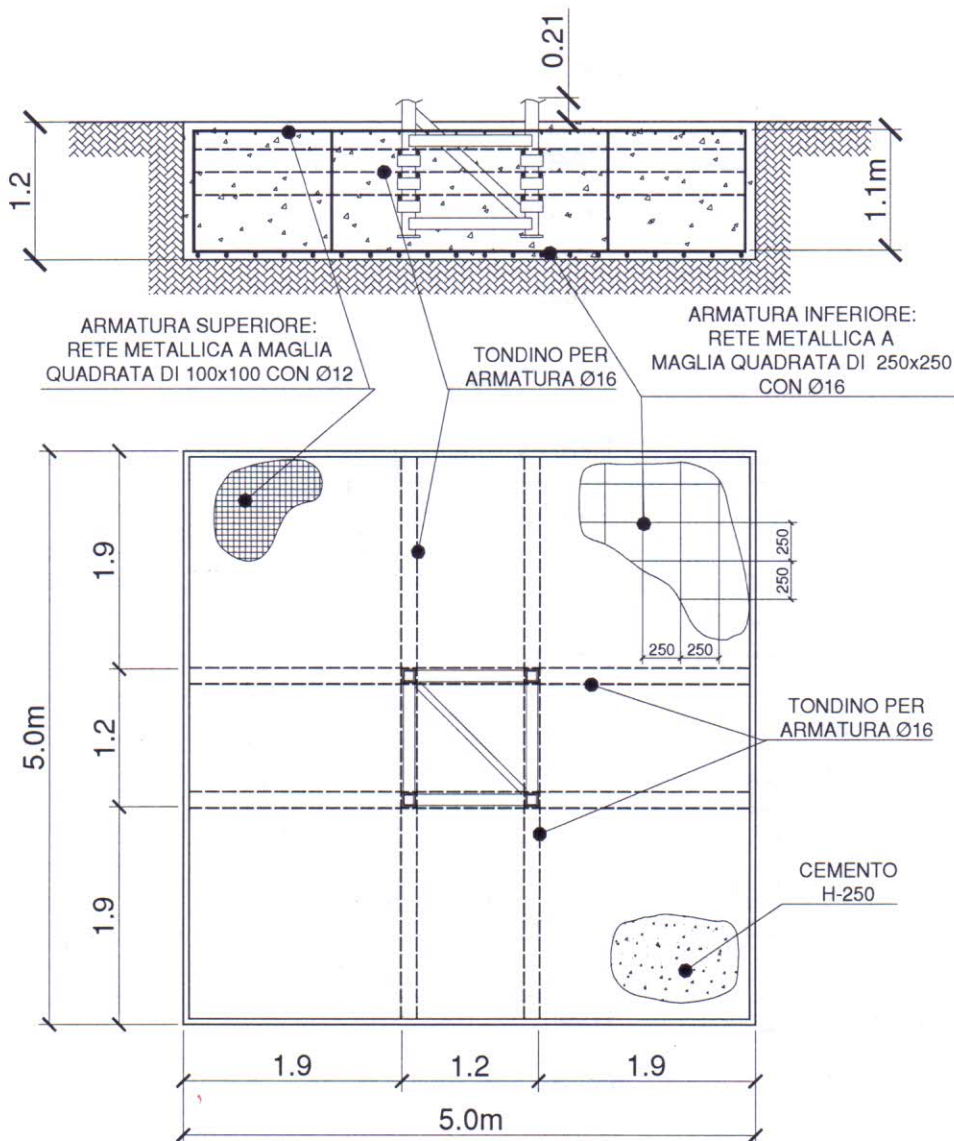 0.21
1.2
1.1m
ARMATURA SUPERIORE:
RETE METALLICA A MAGLIA
QUADRATA DI 100x100 CON Ø12
TONDINO PER
ARMATURA Ø16
ARMATURA INFERIORE:
RETE METALLICA A
MAGLIA QUADRATA DI 250x250
CON Ø16
1.9
250
250
250
250
5.0m
1.2
TONDINO PER
ARMATURA Ø16
1.9
CEMENTO
H-250
1.9
1.2
1.9
5.0m